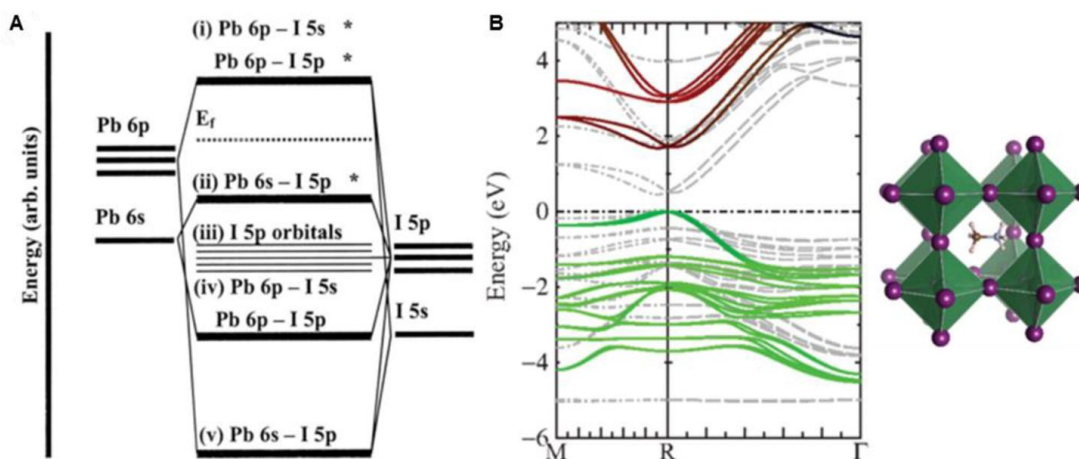 A
Energy (arb. units)
(i) Pb 6p – I 5s *
Pb 6p – I 5p *
Pb 6p
E_f
(ii) Pb 6s – I 5p *
Pb 6s
I 5p
(iii) I 5p orbitals
(iv) Pb 6p – I 5s
I 5s
Pb 6p – I 5p
(v) Pb 6s – I 5p
B
Energy (eV)
4
2
0
−2
−4
−6
M
R
Γ